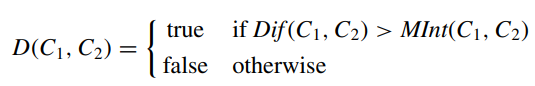 D(C₁, C₂) = { true if Dif(C₁, C₂) > MInt(C₁, C₂)
false otherwise